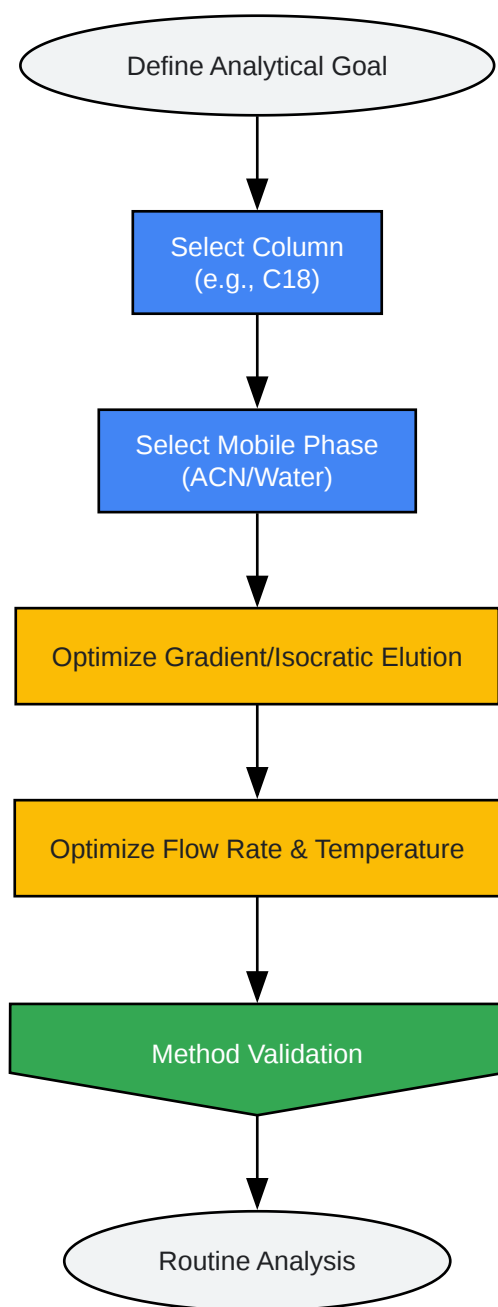 Define Analytical Goal
Select Column
(e.g., C18)
Select Mobile Phase
(ACN/Water)
Optimize Gradient/Isocratic Elution
Optimize Flow Rate & Temperature
Method Validation
Routine Analysis